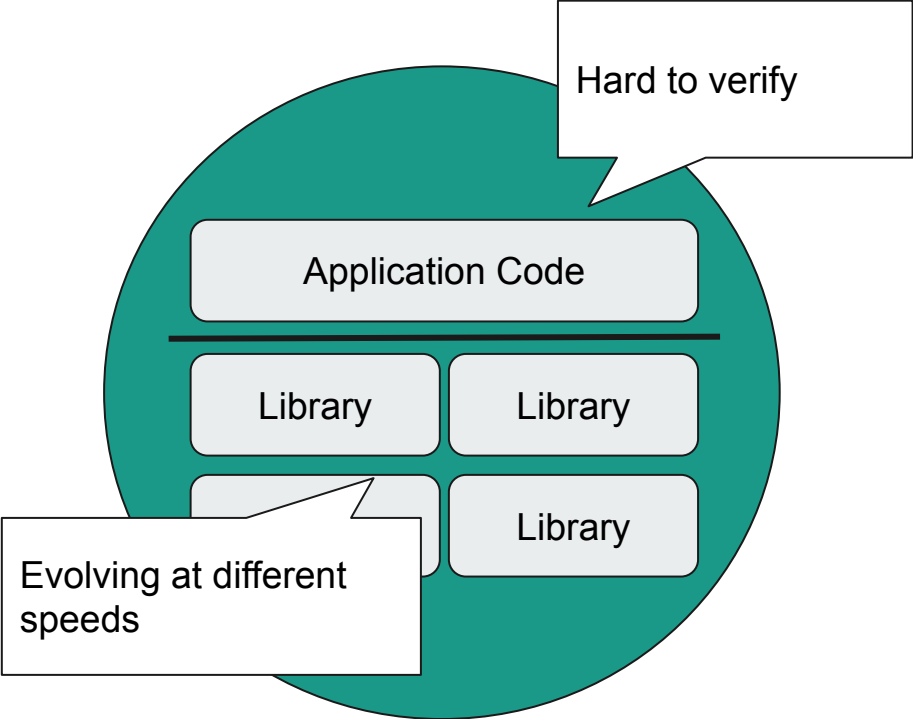 Hard to verify
Application Code
Library
Library
Library
Evolving at different
speeds